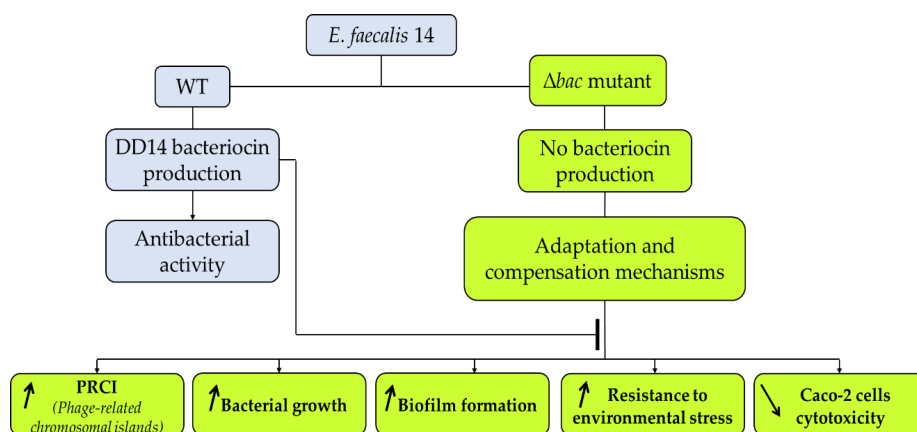 E. faecalis 14
WT
Δbac mutant
DD14 bacteriocin
production
No bacteriocin
production
Antibacterial
activity
Adaptation and
compensation mechanisms
PRCI
(Phage-related
chromosomal islands)
Bacterial growth
Biofilm formation
Resistance to
environmental stress
Caco-2 cells
cytotoxicity